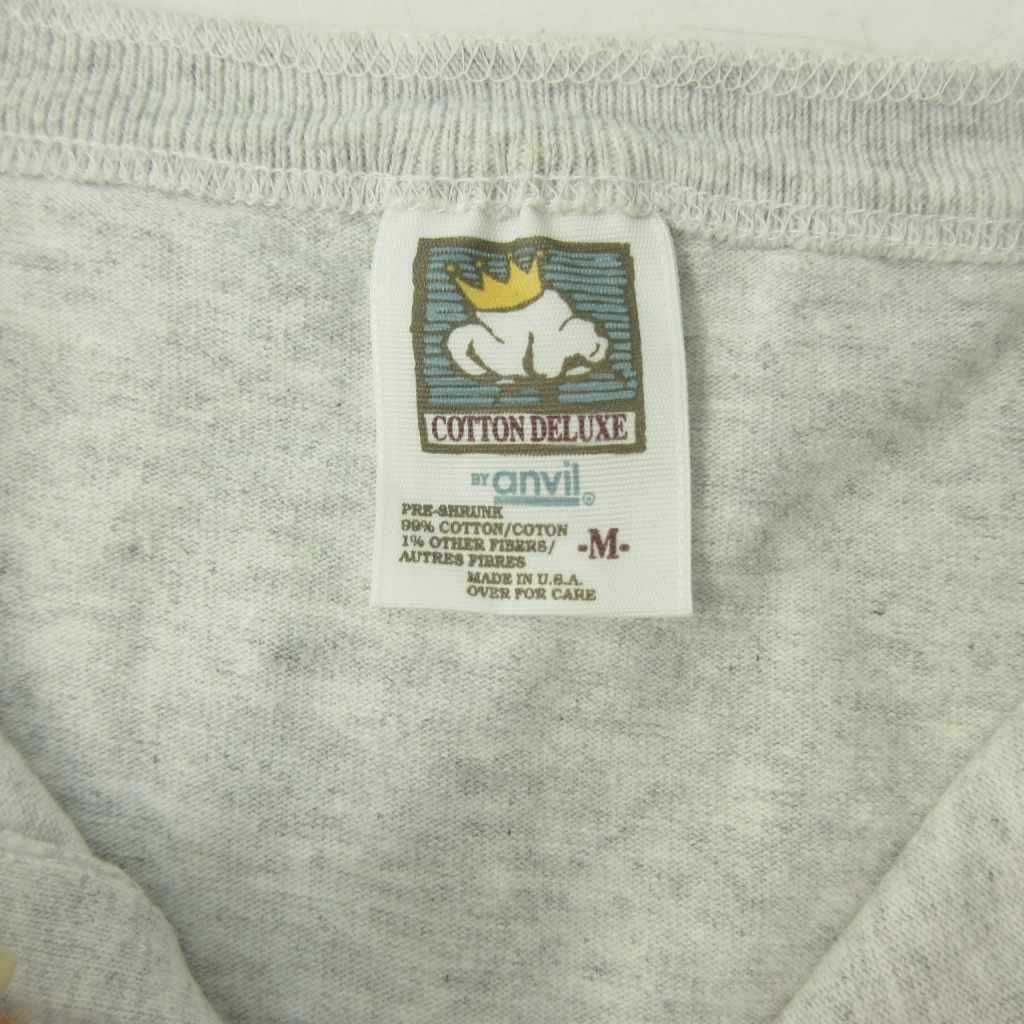 COTTON DELUXE
BY anvil®
PRE-SHRUNK
99% COTTON/COTON
1% OTHER FIBERS/
AUTRES FIBRES
-M-
MADE IN U.S.A.
OVER FOR CARE